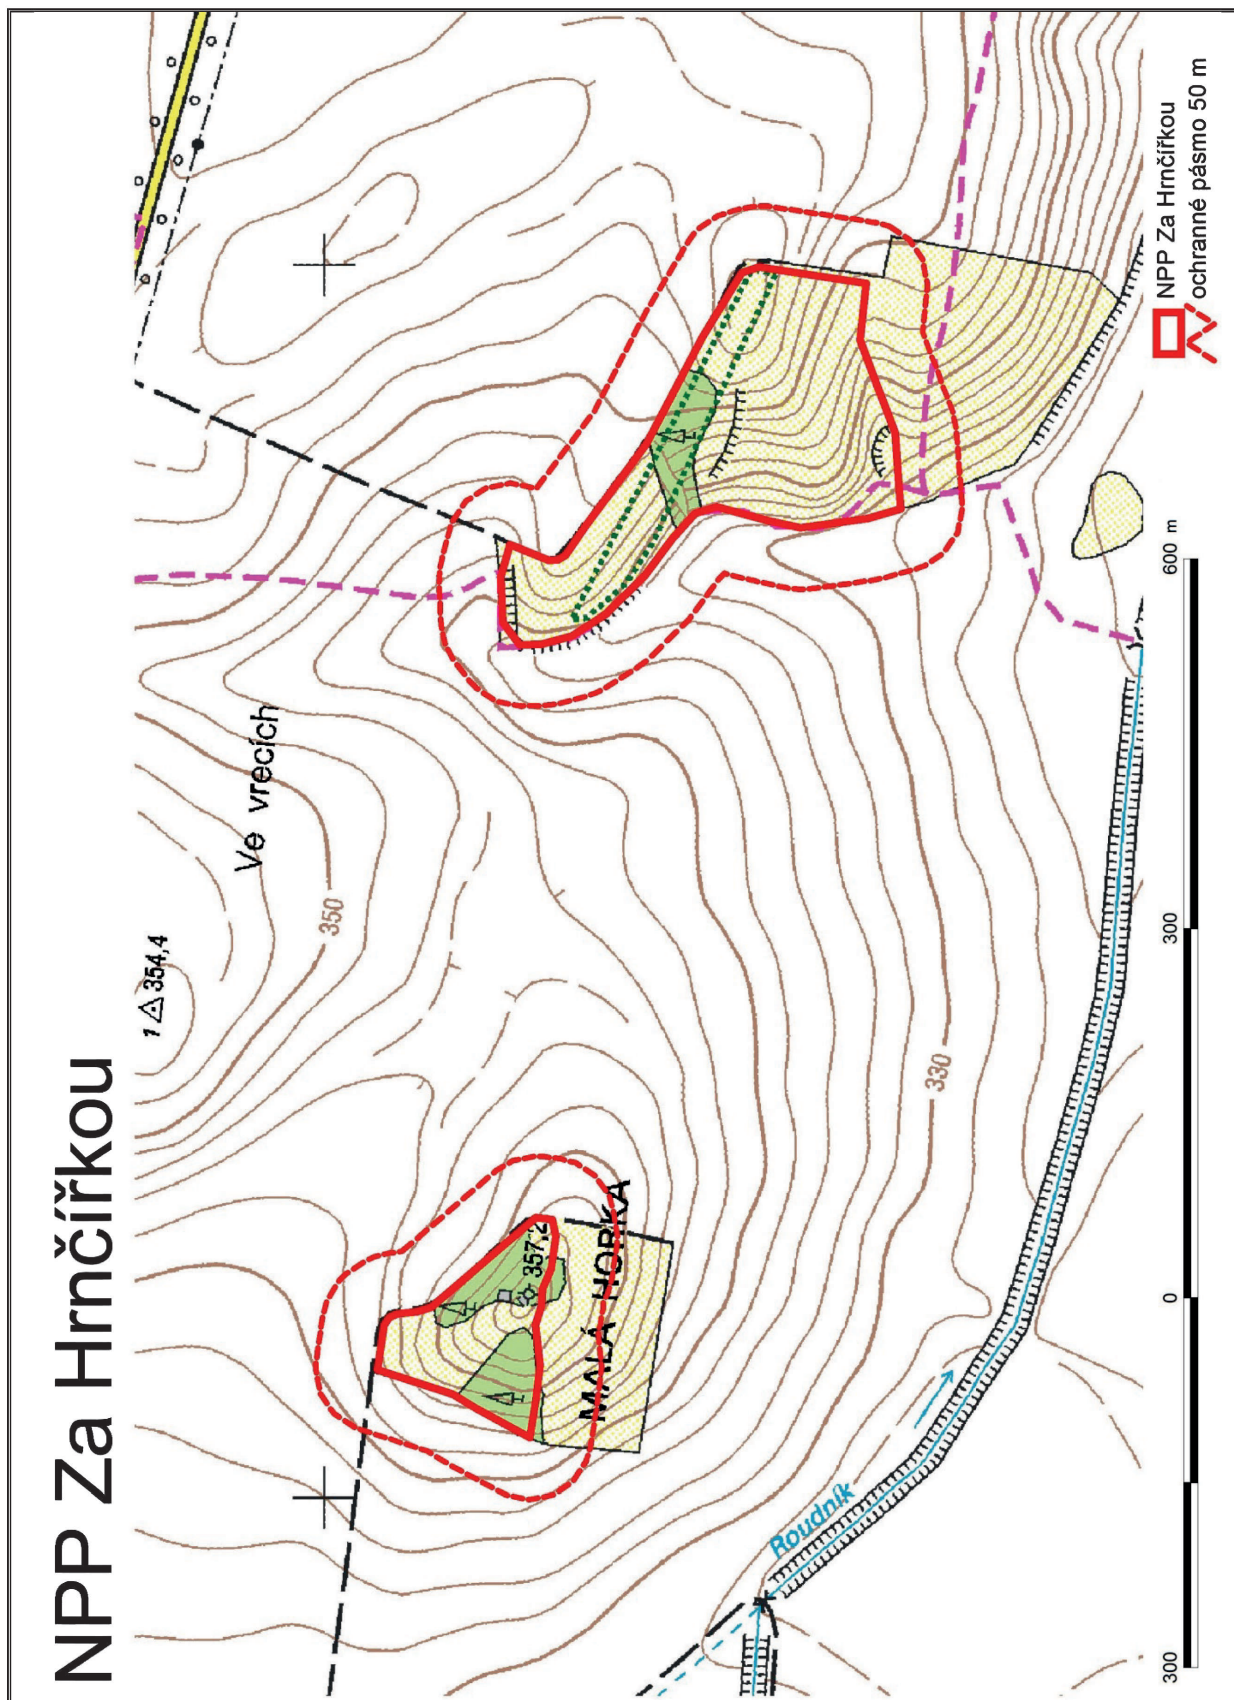 NPP Za Hrnčířkou
1 354,4
Ve vrecích
350
357,2
MALÁ HORKA
330
Roudník
300 0 300 600 m
NPP Za Hrnčířkou
ochranné pásmo 50 m